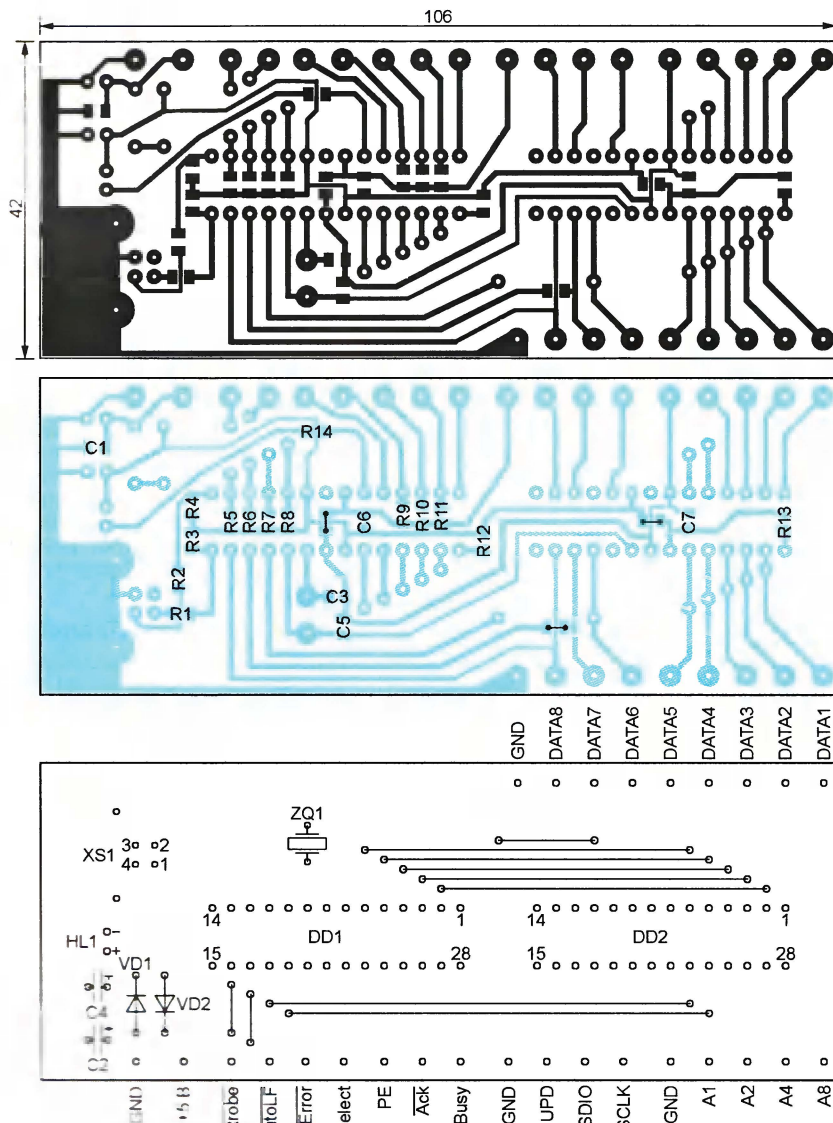 106
42
C1
R14
R4
R5
R6
R7
R8
C6
R9
R10
R11
C7
R3
R12
R13
R2
R1
C3
C5
GND
DATA8
DATA7
DATA6
DATA5
DATA4
DATA3
DATA2
DATA1
ZQ1
XS1
3 2
4 1
14 1 14 1
HL1
-
+
DD1 DD2
15 28 15 28
VD1
VD2
+
C2
Error
PE
Ack
Busy
GND
UPD
SDIO
SCLK
GND
A1
A2
A4
A8